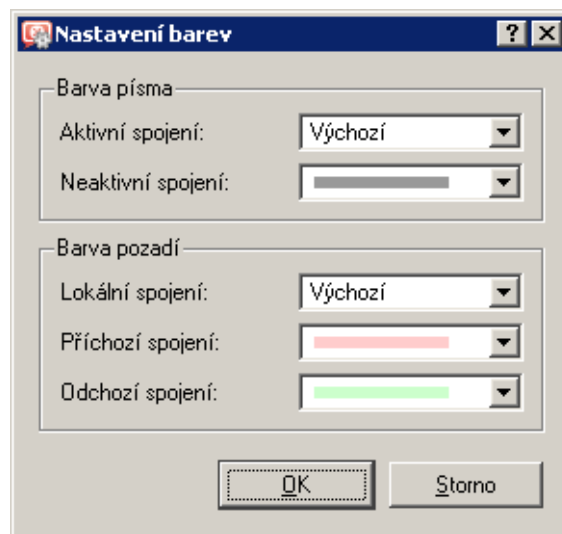 Nastavení barev
Barva písma
Aktivní spojení: Výchozí
Neaktivní spojení:
Barva pozadí
Lokální spojení: Výchozí
Příchozí spojení:
Odchozí spojení:
OK Storno